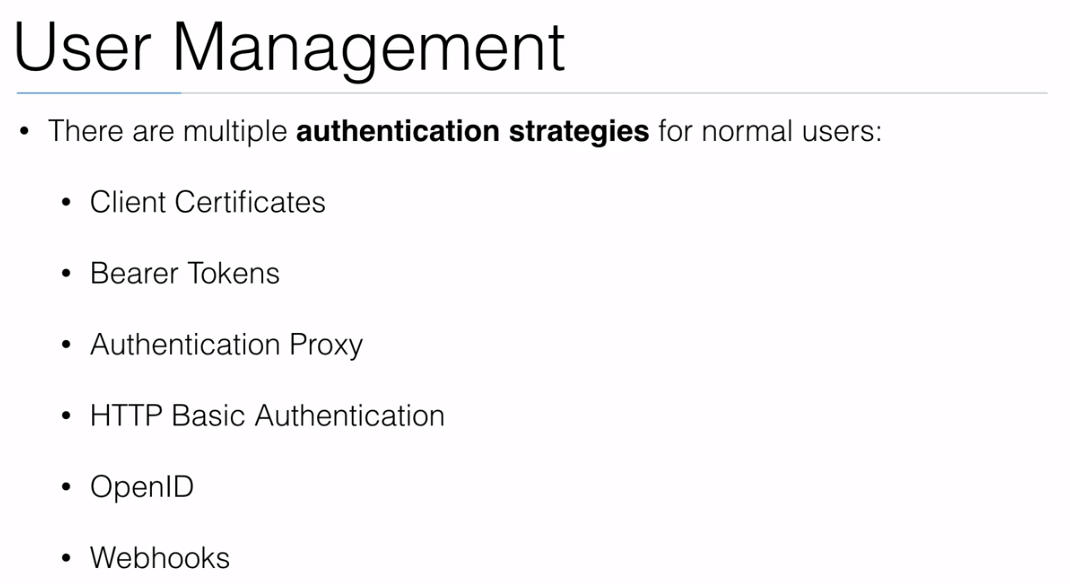 User Management
• There are multiple authentication strategies for normal users:
• Client Certificates
• Bearer Tokens
• Authentication Proxy
• HTTP Basic Authentication
• OpenID
• Webhooks